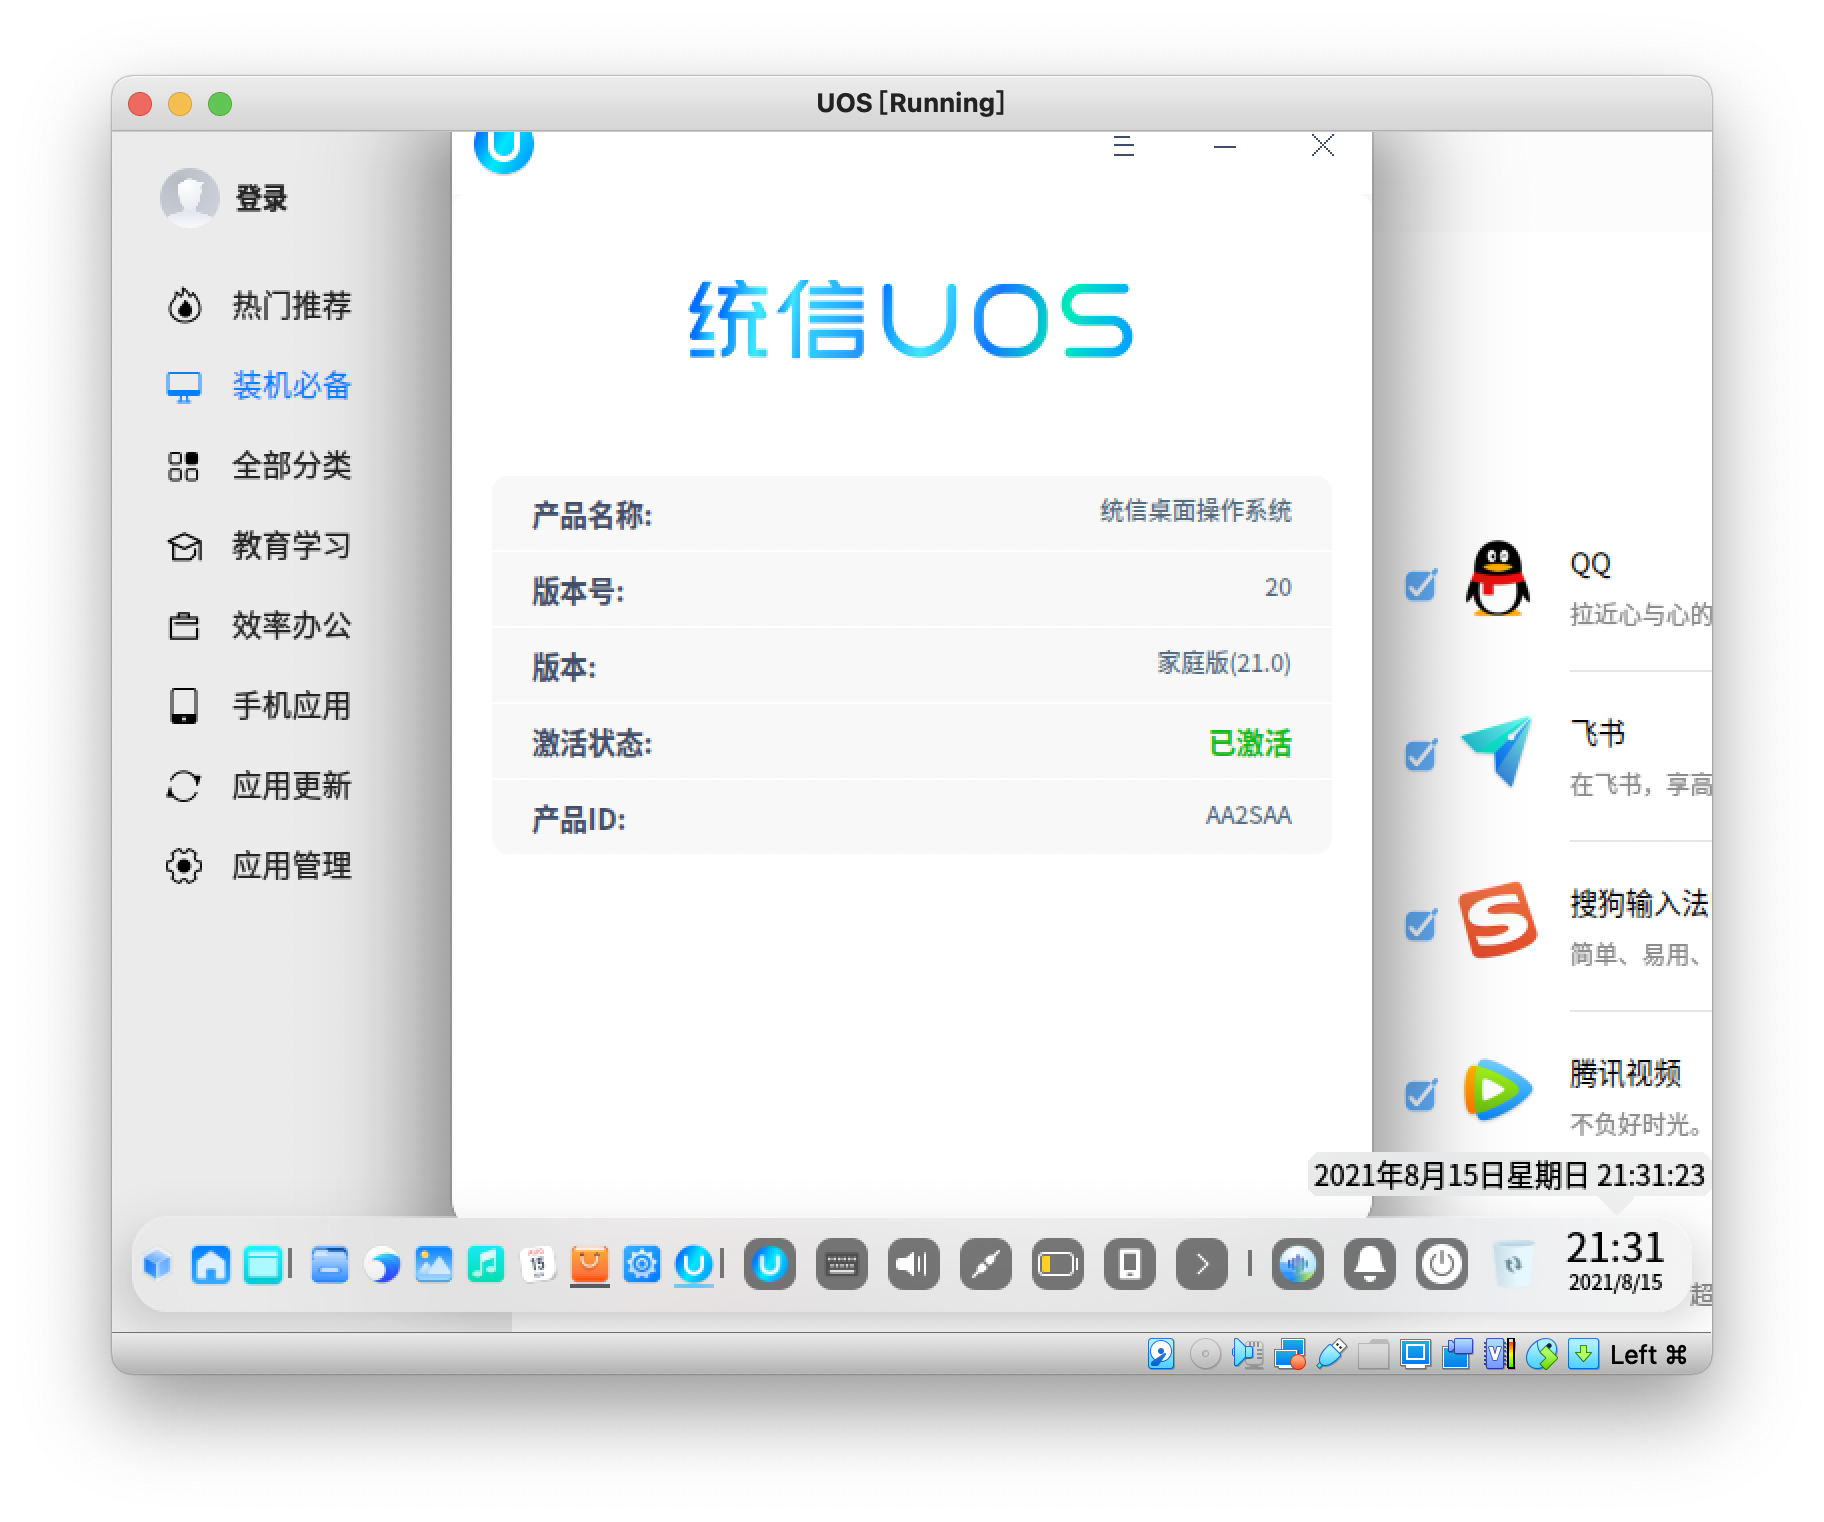 UOS [Running]
登录
热门推荐
装机必备
全部分类
教育学习
效率办公
手机应用
应用更新
应用管理
统信UOS
产品名称:
统信桌面操作系统
版本号:
20
版本:
家庭版(21.0)
激活状态:
已激活
产品ID:
AA2SAA
QQ
拉近心与心的
飞书
在飞书，享高
搜狗输入法
简单、易用、
腾讯视频
不负好时光。
2021年8月15日星期日 21:31:23
超
15
21:31
2021/8/15
Left ⌘